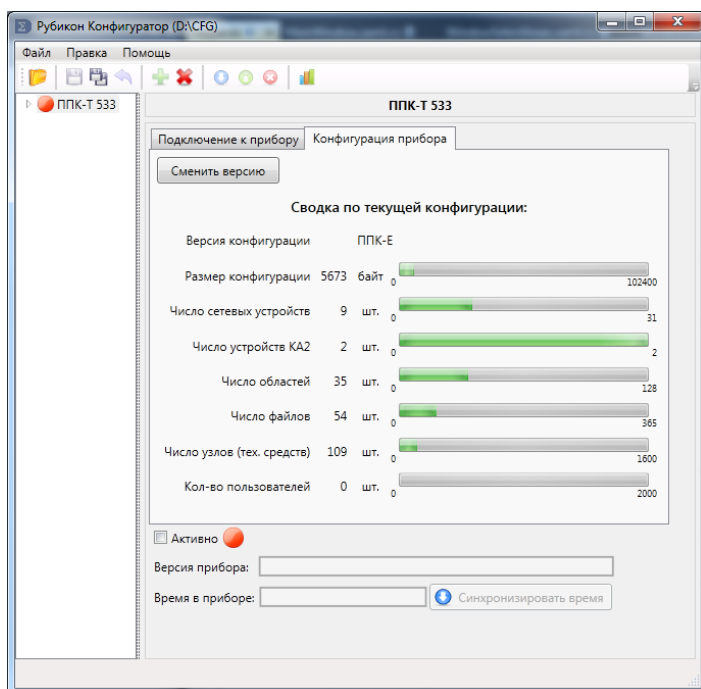 Рубикон Конфигуратор (D:\CFG)
Файл Правка Помощь
ППК-Т 533
ППК-Т 533
Подключение к прибору Конфигурация прибора
Сменить версию
Сводка по текущей конфигурации:
Версия конфигурации ППК-Е
Размер конфигурации 5673 байт 0 102400
Число сетевых устройств 9 шт. 0 31
Число устройств КА2 2 шт. 0 2
Число областей 35 шт. 0 128
Число файлов 54 шт. 0 365
Число узлов (тех. средств) 109 шт. 0 1600
Кол-во пользователей 0 шт. 0 2000
Активно
Версия прибора:
Время в приборе: Синхронизировать время